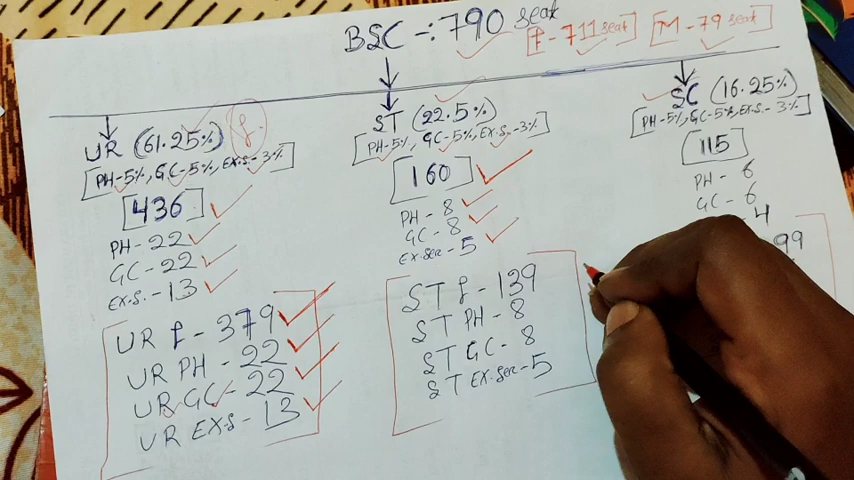 BSC -: 790 seat [f - 711 seat] [M - 79 seat]
UR (61.25%) f.
[PH-5%, GC-5%, EX.S-3%]
[436]
PH - 22
GC - 22
EX.S. - 13
UR f - 379
UR PH - 22
UR GC - 22
UR EX.S - 13
ST (22.5%)
[PH-5%, GC-5%, EX.S-3%]
[160]
PH - 8
GC - 8
EX SER - 5
ST f - 139
ST PH - 8
ST GC - 8
ST EX.SER - 5
SC (16.25%)
[PH-5%, GC-5%, EX.S-3%]
[115]
PH - 6
GC - 6
- 4
99